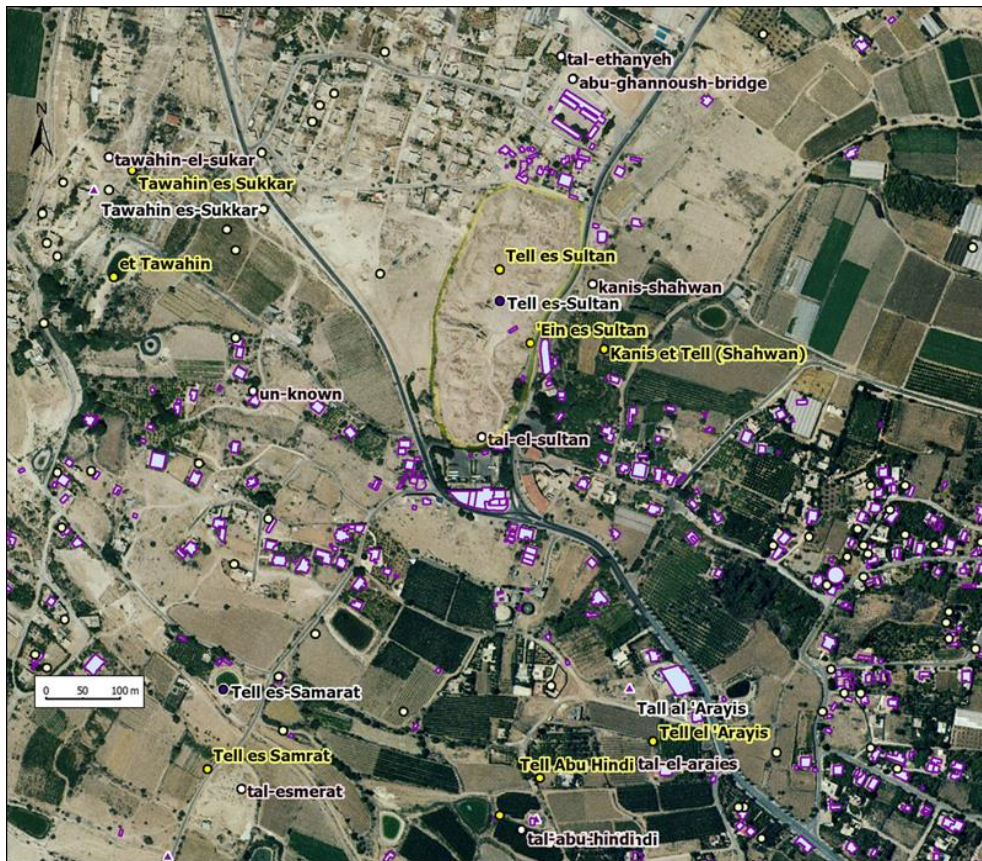 tal-ethanyeh
abu-ghannoush-bridge
N
tawahin-el-sukar
Tawahin es Sukkar
Tawahin es-Sukkar
Tell es Sultan
et Tawahin
kanis-shahwan
Tell es-Sultan
'Ein es Sultan
Kanis et Tell (Shahwan)
un-known
tal-el-sultan
0 50 100 m
Tell es-Samarat
Tall al 'Arayis
Tell el 'Arayis
Tell es Samrat
Tell Abu Hindi
tal-el-araies
tal-esmerat